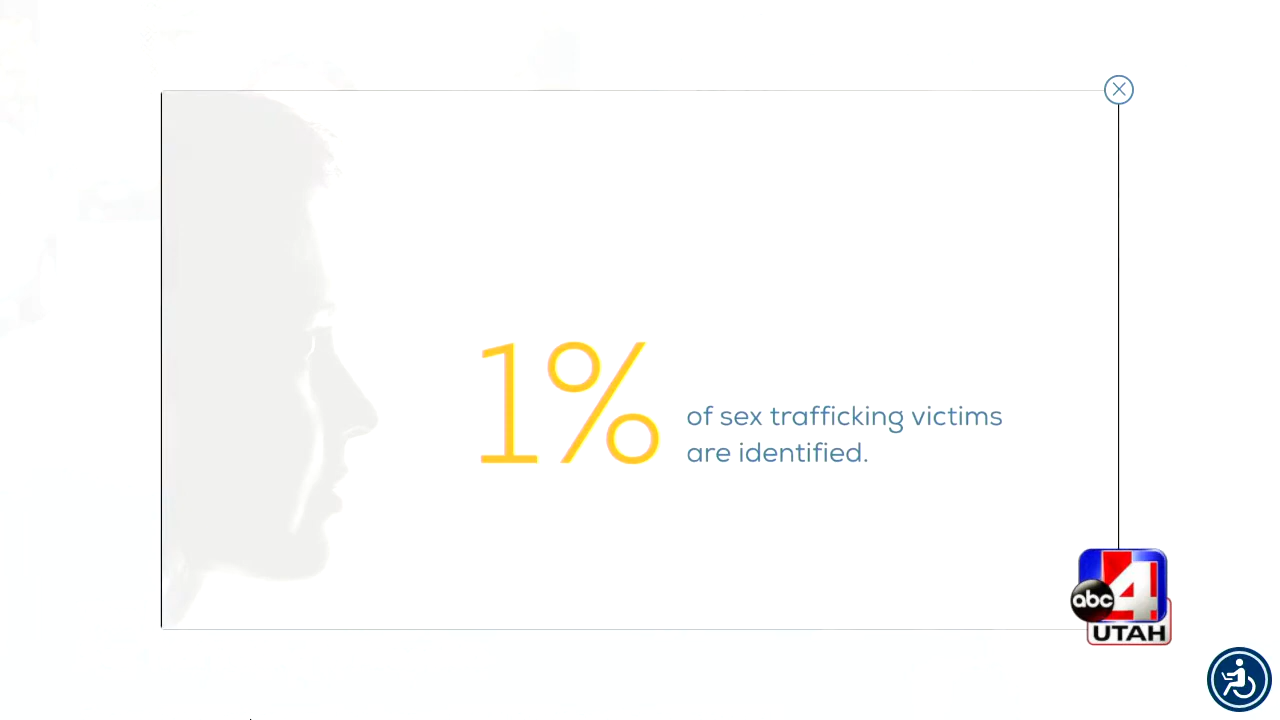 1%
of sex trafficking victims
are identified.
abc
4
UTAH